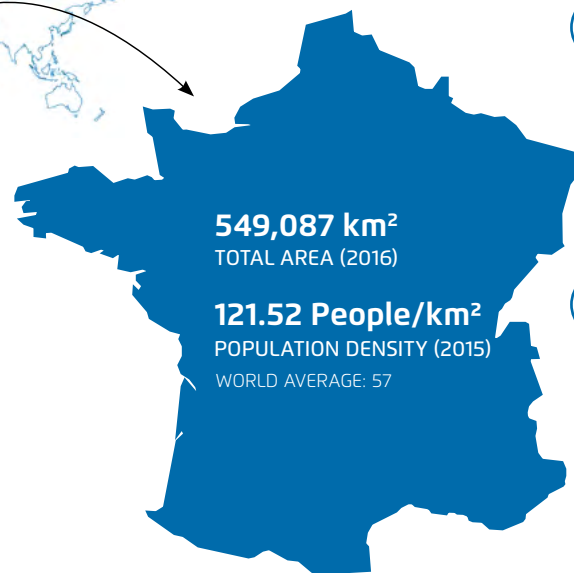 549,087 km²
TOTAL AREA (2016)
121.52 People/km²
POPULATION DENSITY (2015)
WORLD AVERAGE: 57